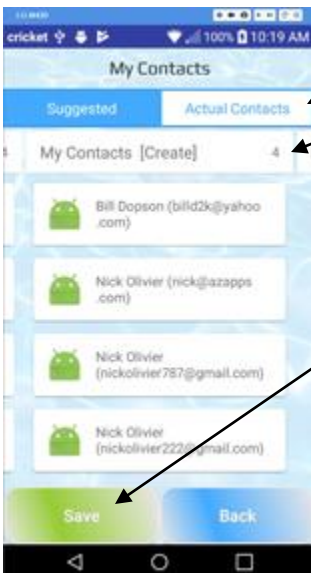 cricket 100% 10:19 AM
My Contacts
Suggested Actual Contacts
My Contacts [Create] 4
Bill Dopson (billd2k@yahoo
.com)
Nick Olivier (nick@azapps
.com)
Nick Olivier
(nickolivier787@gmail.com)
Nick Olivier
(nickolivier222@gmail.com)
Save Back